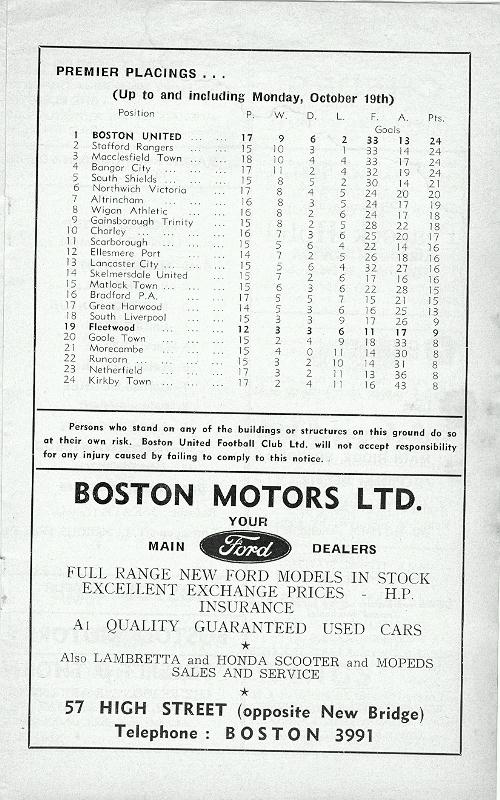 PREMIER PLACINGS . . .
(Up to and including Monday, October 19th)
Position P. W. D. L. F. A. Pts.
Goals
1 BOSTON UNITED ... ... 17 9 6 2 33 13 24
2 Stafford Rangers ... ... 15 10 3 1 33 14 24
3 Macclesfield Town ... ... 18 10 4 4 33 17 24
4 Bangor City ... ... ... 17 11 2 4 32 19 24
5 South Shields ... ... ... 15 8 5 2 30 14 21
6 Northwich Victoria ... ... 17 8 4 5 24 20 20
7 Altrincham ... ... ... 16 8 3 5 24 17 19
8 Wigan Athletic ... ... 16 8 2 6 24 17 18
9 Gainsborough Trinity ... 15 8 2 5 28 22 18
10 Chorley ... ... ... ... 16 7 3 6 25 20 17
11 Scarborough ... ... ... 15 5 6 4 22 14 16
12 Ellesmere Port ... ... 14 7 2 5 26 18 16
13 Lancaster City ... ... ... 15 5 6 4 32 27 16
14 Skelmersdale United ... 15 7 2 6 17 16 16
15 Matlock Town ... ... ... 15 6 3 6 22 28 15
16 Bradford P.A. ... ... ... 17 5 5 7 15 21 15
17 Great Harwood ... ... 14 5 3 6 16 25 13
18 South Liverpool ... ... 15 3 3 9 17 26 9
19 Fleetwood ... ... ... 12 3 3 6 11 17 9
20 Goole Town ... ... ... 15 2 4 9 18 33 8
21 Morecambe ... ... ... 15 4 0 11 14 30 8
22 Runcorn ... ... ... ... 15 3 2 10 14 31 8
23 Netherfield ... ... ... 17 3 2 11 13 36 8
24 Kirkby Town ... ... ... 17 2 4 11 16 43 8
Persons who stand on any of the buildings or structures on this ground do so
at their own risk. Boston United Football Club Ltd. will not accept responsibility
for any injury caused by failing to comply to this notice.
BOSTON MOTORS LTD.
YOUR
MAIN Ford DEALERS
FULL RANGE NEW FORD MODELS IN STOCK
EXCELLENT EXCHANGE PRICES - H.P.
INSURANCE
A1 QUALITY GUARANTEED USED CARS
★
Also LAMBRETTA and HONDA SCOOTER and MOPEDS
SALES AND SERVICE
★
57 HIGH STREET (opposite New Bridge)
Telephone : BOSTON 3991